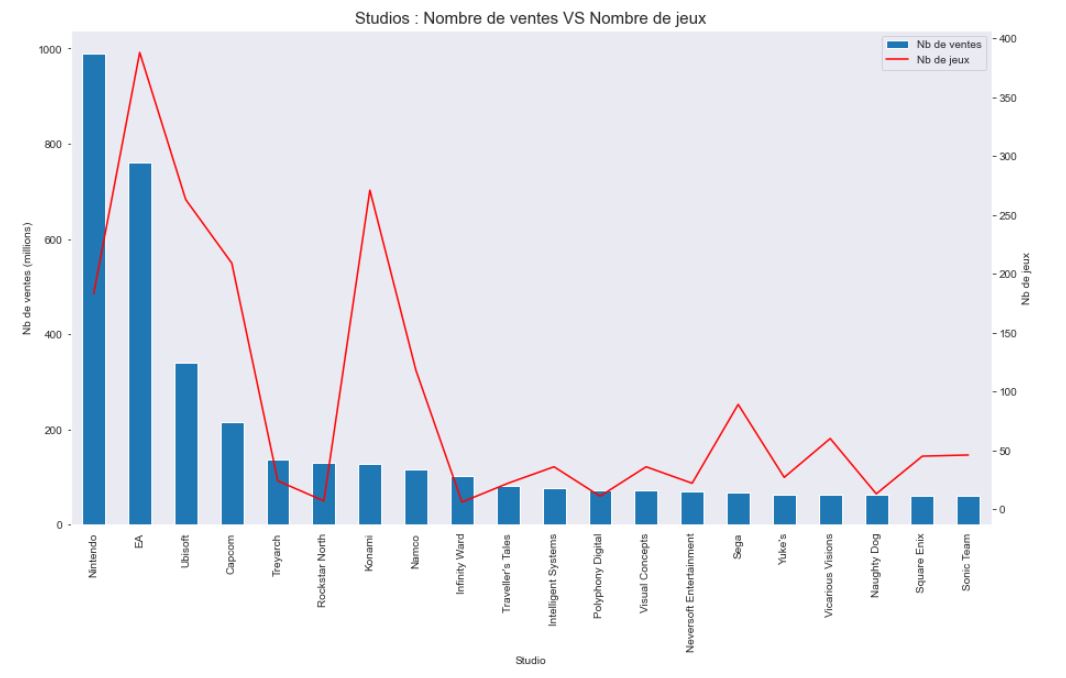 Studios : Nombre de ventes VS Nombre de jeux
Nb de ventes
Nb de jeux
1000
800
600
400
200
0
Nb de ventes (millions)
400
350
300
250
200
150
100
50
0
Nb de jeux
Nintendo
EA
Ubisoft
Capcom
Treyarch
Rockstar North
Konami
Namco
Infinity Ward
Traveller's Tales
Intelligent Systems
Polyphony Digital
Visual Concepts
Neversoft Entertainment
Sega
Yuke's
Vicarious Visions
Naughty Dog
Square Enix
Sonic Team
Studio